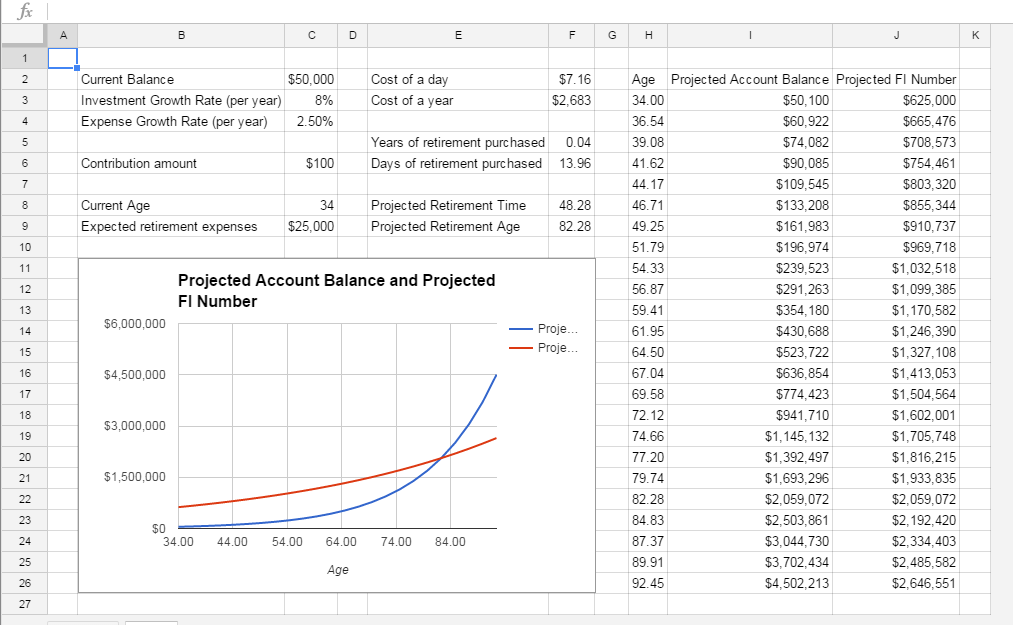 fx
A B C D E F G H I J K
1
2 Current Balance $50,000 Cost of a day $7.16 Age Projected Account Balance Projected FI Number
3 Investment Growth Rate (per year) 8% Cost of a year $2,683 34.00 $50,100 $625,000
4 Expense Growth Rate (per year) 2.50% 36.54 $60,922 $665,476
5 Years of retirement purchased 0.04 39.08 $74,082 $708,573
6 Contribution amount $100 Days of retirement purchased 13.96 41.62 $90,085 $754,461
7 44.17 $109,545 $803,320
8 Current Age 34 Projected Retirement Time 48.28 46.71 $133,208 $855,344
9 Expected retirement expenses $25,000 Projected Retirement Age 82.28 49.25 $161,983 $910,737
10 51.79 $196,974 $969,718
11 54.33 $239,523 $1,032,518
12 56.87 $291,263 $1,099,385
13 59.41 $354,180 $1,170,582
14 61.95 $430,688 $1,246,390
15 64.50 $523,722 $1,327,108
16 67.04 $636,854 $1,413,053
17 69.58 $774,423 $1,504,564
18 72.12 $941,710 $1,602,001
19 74.66 $1,145,132 $1,705,748
20 77.20 $1,392,497 $1,816,215
21 79.74 $1,693,296 $1,933,835
22 82.28 $2,059,072 $2,059,072
23 84.83 $2,503,861 $2,192,420
24 87.37 $3,044,730 $2,334,403
25 89.91 $3,702,434 $2,485,582
26 92.45 $4,502,213 $2,646,551
27
Projected Account Balance and Projected
FI Number
$6,000,000
$4,500,000
$3,000,000
$1,500,000
$0
34.00 44.00 54.00 64.00 74.00 84.00
Age
Proje...
Proje...